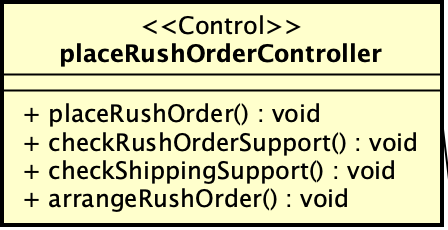 <<Control>>
placeRushOrderController
+ placeRushOrder() : void
+ checkRushOrderSupport() : void
+ checkShippingSupport() : void
+ arrangeRushOrder() : void